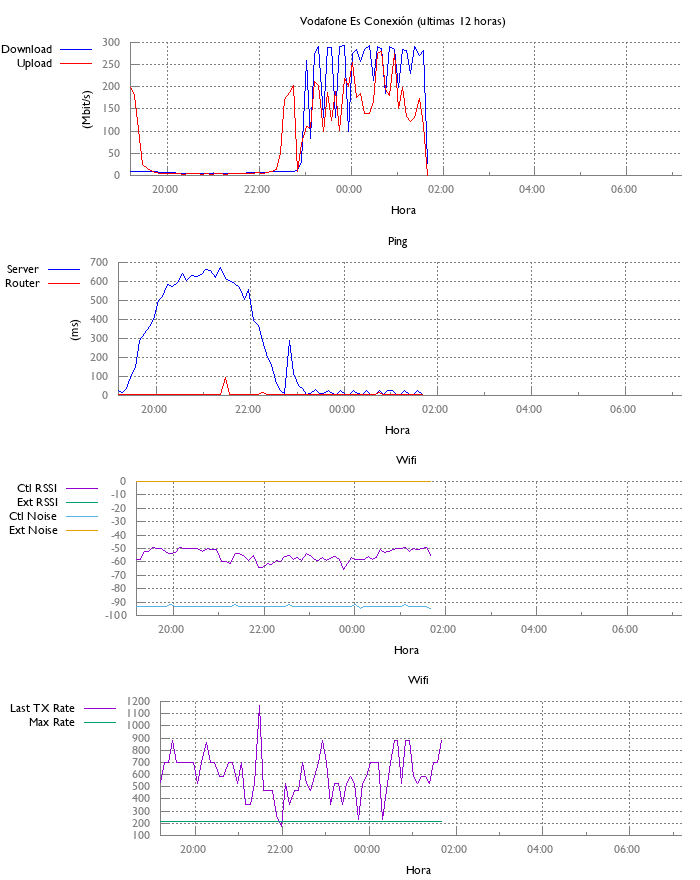 Vodafone Es Conexión (ultimas 12 horas)
Download
Upload
(Mbit/s)
300
250
200
150
100
50
0
20:00 22:00 00:00 02:00 04:00 06:00
Hora
Ping
Server
Router
(ms)
700
600
500
400
300
200
100
0
20:00 22:00 00:00 02:00 04:00 06:00
Hora
Wifi
Ctl RSSI
Ext RSSI
Ctl Noise
Ext Noise
0
-10
-20
-30
-40
-50
-60
-70
-80
-90
-100
20:00 22:00 00:00 02:00 04:00 06:00
Hora
Wifi
Last TX Rate
Max Rate
1200
1100
1000
900
800
700
600
500
400
300
200
100
20:00 22:00 00:00 02:00 04:00 06:00
Hora